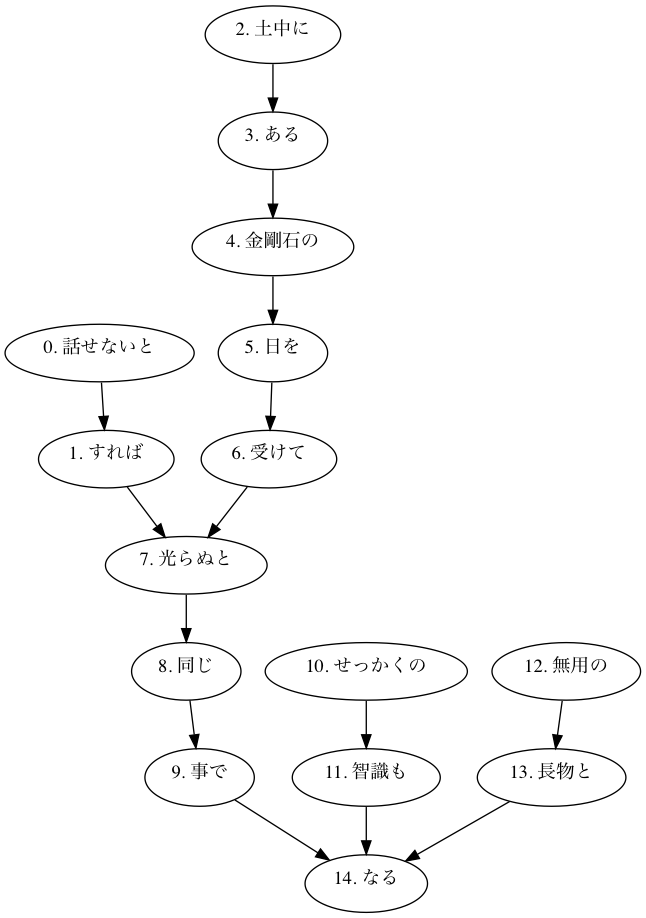 2. 土中に
3. ある
4. 金剛石の
0. 話せないと
5. 日を
1. すれば
6. 受けて
7. 光らぬと
8. 同じ
10. せっかくの
12. 無用の
9. 事で
11. 智識も
13. 長物と
14. なる